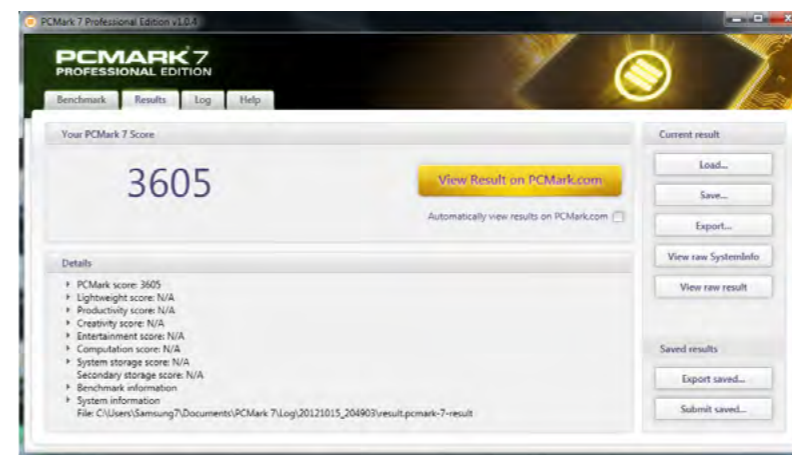 PCMark 7 Professional Edition v1.0.4
PCMARK 7
PROFESSIONAL EDITION
Benchmark Results Log Help
Your PCMark 7 Score
3605
View Result on PCMark.com
Automatically view results on PCMark.com
Details
PCMark score: 3605
Lightweight score: N/A
Productivity score: N/A
Creativity score: N/A
Entertainment score: N/A
Computation score: N/A
System storage score: N/A
Secondary storage score: N/A
Benchmark information
System information
File: C:\Users\Samsung7\Documents\PCMark 7\Log\20121015_204903\result.pcmark-7-result
Current result
Load...
Save...
Export...
View raw SystemInfo
View raw result
Saved results
Export saved...
Submit saved...